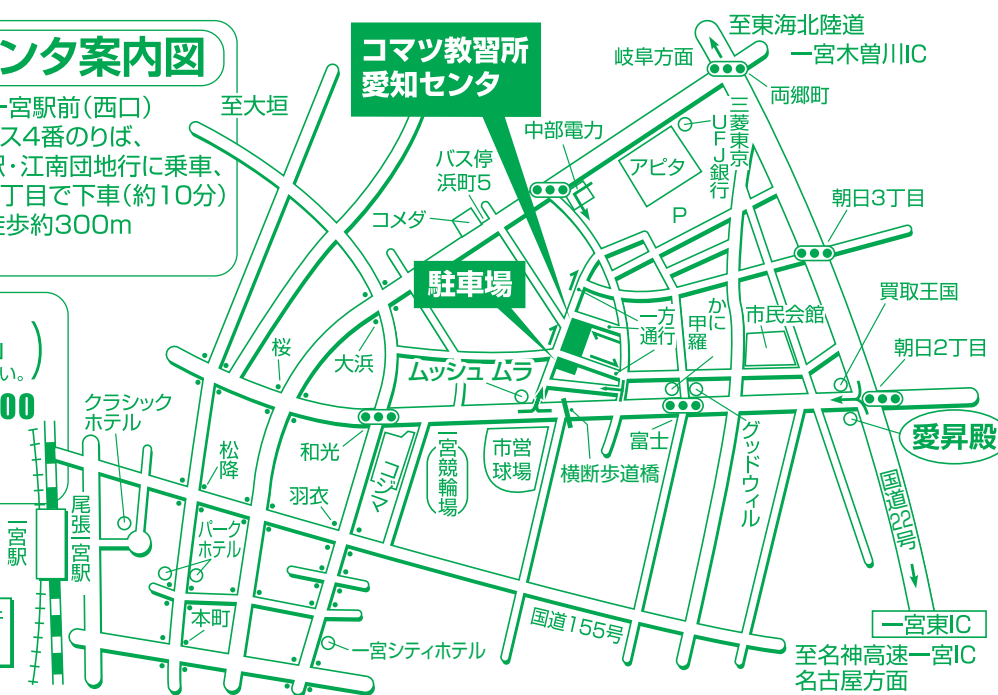 ンタ案内図
一宮駅前(西口)
ス4番のりば、
駅・江南団地行に乗車、
丁目で下車(約10分)
徒歩約300m
い。)
00
コマツ教習所
愛知センタ
駐車場
至大垣
至東海北陸道
一宮木曽川IC
岐阜方面
両郷町
三菱東京
UFJ銀行
中部電力
アピタ
P
バス停
浜町5
コメダ
朝日3丁目
買取王国
朝日2丁目
愛昇殿
一方
通行
かに
甲羅
市民会館
桜
大浜
ムッシュムラ
クラシック
ホテル
松降
和光
羽衣
コジマ
一宮競輪場
市営
球場
横断歩道橋
富士
グッドウィル
国道22号
一宮東IC
至名神高速一宮IC
名古屋方面
国道155号
一宮駅
尾張一宮駅
パーク
ホテル
本町
一宮シティホテル